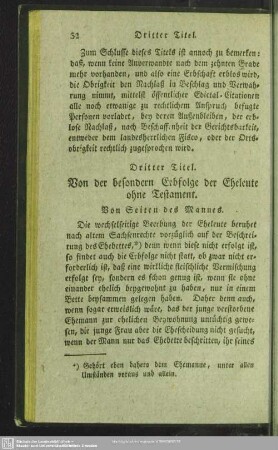 32 Dritter Titel.
Zum Schlusse dieses Titels ist annoch zu bemerken:
daß, wenn keine Anverwandte nach dem zehnten Grade
mehr vorhanden, und also eine Erbschaft erblos wird,
die Obrigkeit den Nachlaß in Beschlag und Verwah-
rung nimmt, mittelst öffentlicher Edictal-Citationen
alle noch etwanige zu rechtlichem Anspruch befugte
Personen vorladet, bey deren Außenbleiben, der erb-
lose Nachlaß, nach Beschaffenheit der Gerichtsbarkeit,
entweder dem landesherrlichen Fisco, oder der Orts-
obrigkeit rechtlich zugesprochen wird.
Dritter Titel.
Von der besondern Erbfolge der Eheleute
ohne Testament.
Von Seiten des Mannes.
Die wechselseitige Beerbung der Eheleute beruhet
nach altem Sachsenrechte vorzüglich auf der Beschrei-
tung des Ehebettes,*) denn wenn diese nicht erfolgt ist,
so findet auch die Erbfolge nicht statt, ob zwar nicht er-
forderlich ist, daß eine wirkliche fleischliche Vermischung
erfolgt sey, sondern es schon genug ist, wenn sie ohne
einander ehelich beygewohnt zu haben, nur in einem
Bette beysammen gelegen haben. Daher denn auch,
wenn sogar erweislich wäre, daß der junge verstorbene
Ehemann zur ehelichen Beywohnung untüchtig gewe-
sen, die junge Frau aber die Ehescheidung nicht gesucht,
wenn der Mann nur das Ehebette beschritten, ihr seines
*) Gehört eben dahero dem Ehemanne, unter allen
Umständen voraus und allein.